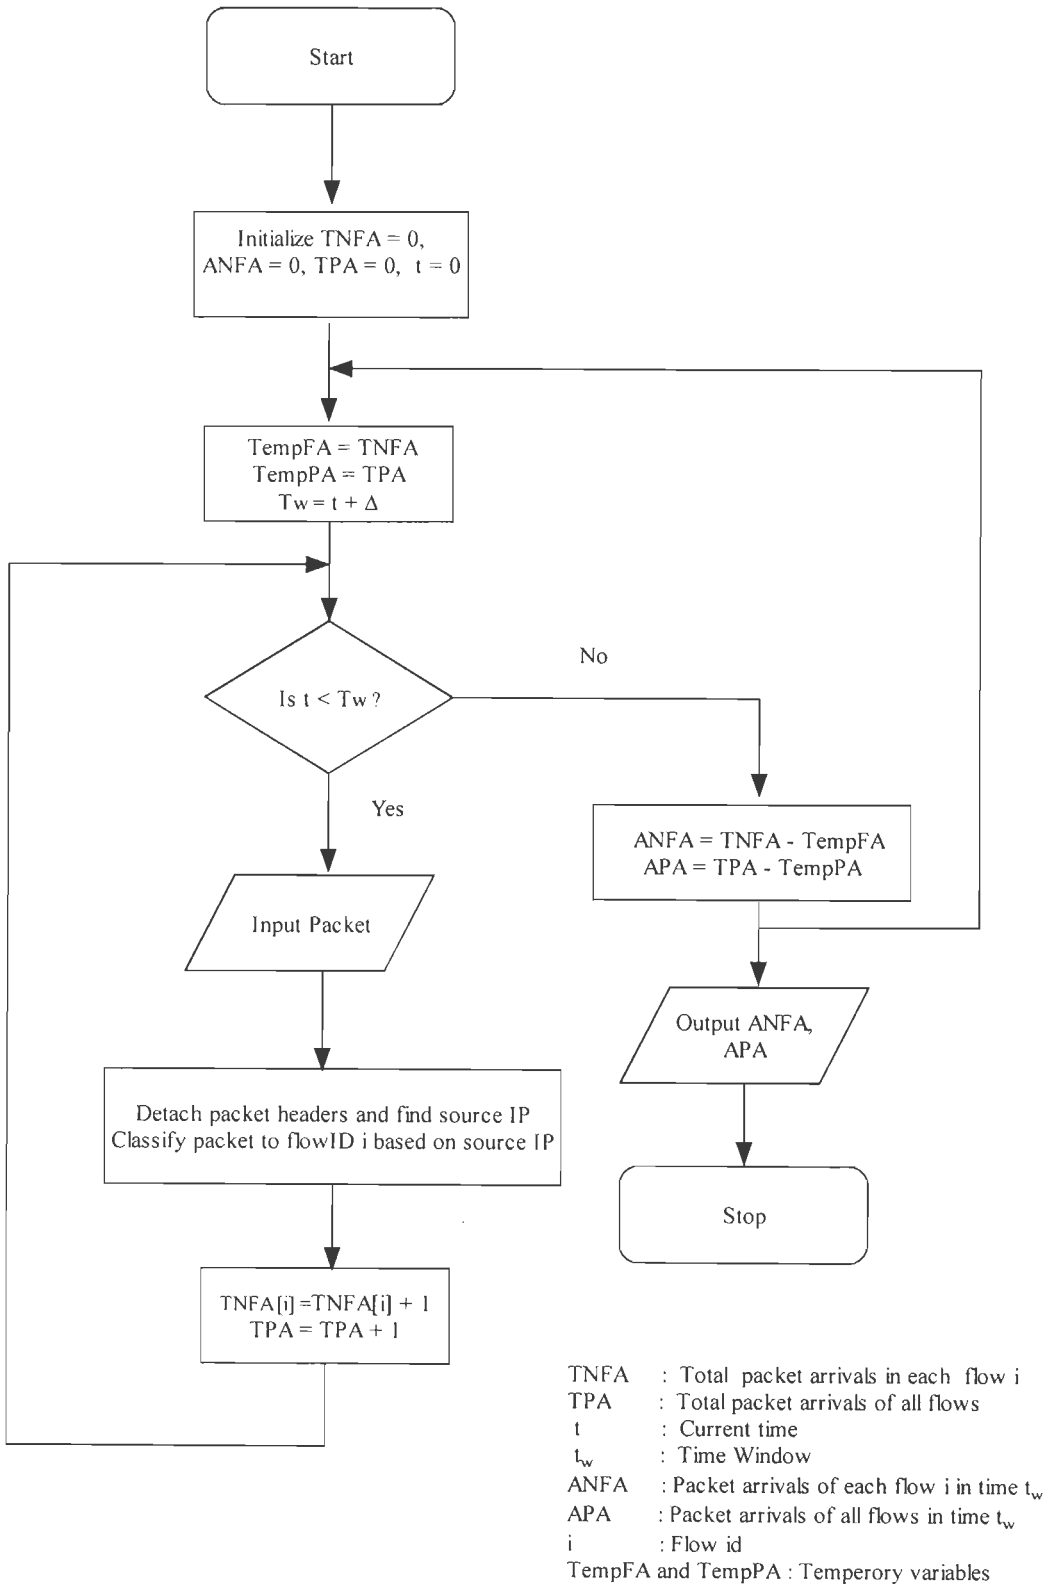 Start
Initialize TNFA = 0,
ANFA = 0, TPA = 0, t = 0
TempFA = TNFA
TempPA = TPA
Tw = t + Δ
Is t < Tw ?
No
Yes
ANFA = TNFA - TempFA
APA = TPA - TempPA
Input Packet
Output ANFA,
APA
Detach packet headers and find source IP
Classify packet to flowID i based on source IP
Stop
TNFA[i] =TNFA[i] + 1
TPA = TPA + 1
TNFA : Total packet arrivals in each flow i
TPA : Total packet arrivals of all flows
t : Current time
t_w : Time Window
ANFA : Packet arrivals of each flow i in time t_w
APA : Packet arrivals of all flows in time t_w
i : Flow id
TempFA and TempPA : Temperory variables